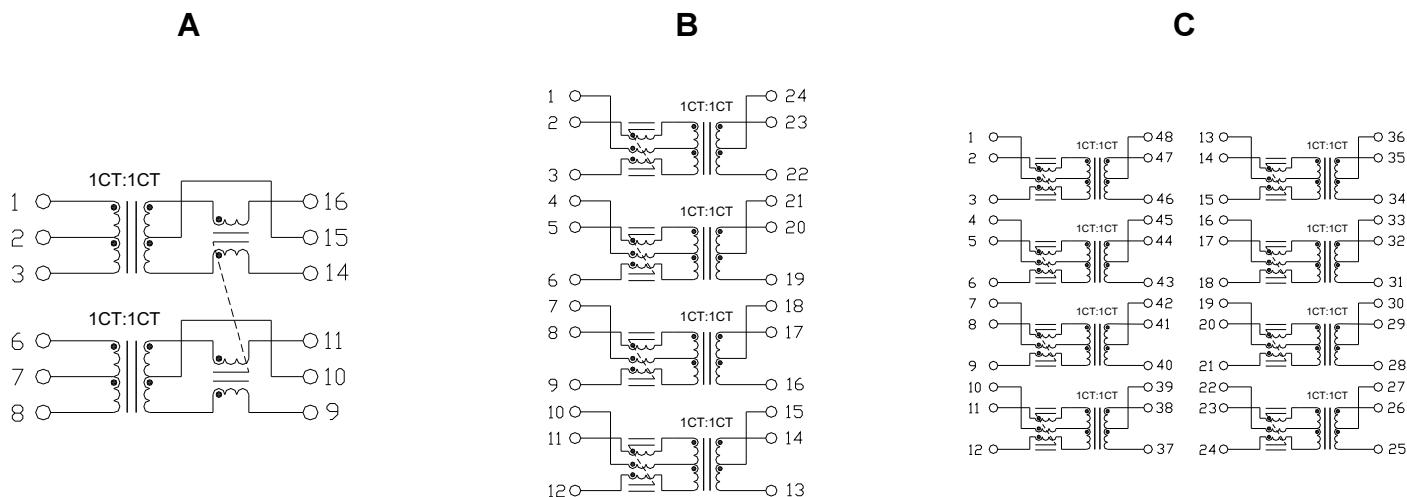 A
B
C
1CT:1CT
1 16
2 15
3 14
1CT:1CT
6 11
7 10
8 9
1 24
1CT:1CT
2 23
3 22
4 21
1CT:1CT
5 20
6 19
7 18
1CT:1CT
8 17
9 16
10 15
1CT:1CT
11 14
12 13
1 48
1CT:1CT
2 47
3 46
4 45
1CT:1CT
5 44
6 43
7 42
1CT:1CT
8 41
9 40
10 39
1CT:1CT
11 38
12 37
13 36
1CT:1CT
14 35
15 34
16 33
1CT:1CT
17 32
18 31
19 30
1CT:1CT
20 29
21 28
22 27
1CT:1CT
23 26
24 25